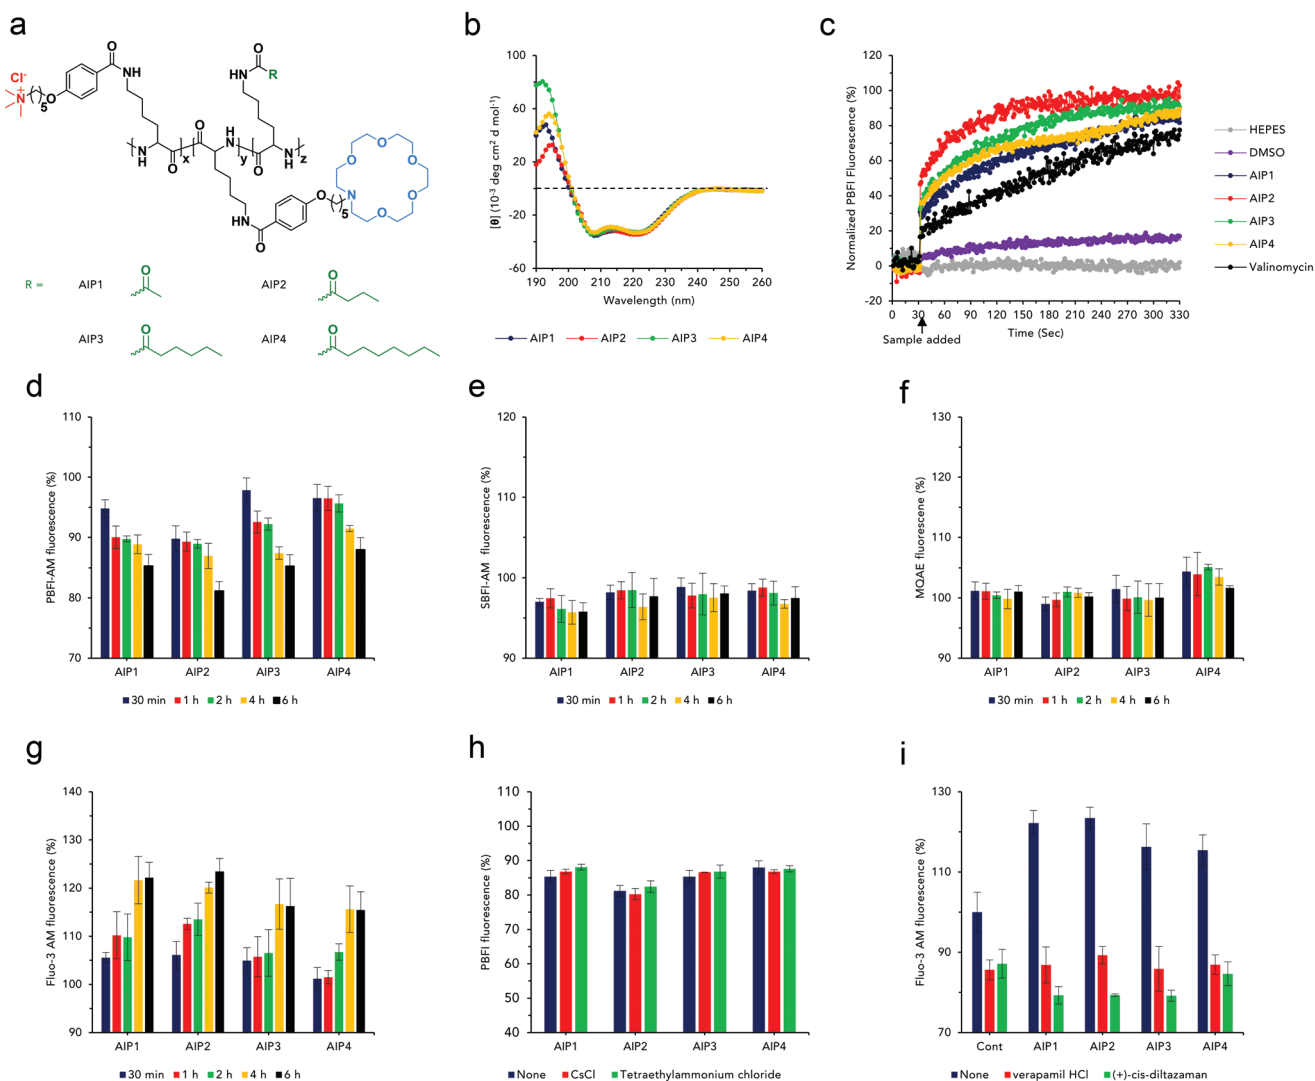 a
Cl⁻
N
+
5
O
O
NH
O
NH
R
N
H
O
x
O
H
N
y
O
N
H
z
NH
O
O
5
N
O
O
O
O
O
R =
AIP1
O
AIP2
O
AIP3
O
AIP4
O
b
[θ] (10⁻³ deg cm² d mol⁻¹)
100
60
20
-20
-60
190 200 210 220 230 240 250 260
Wavelength (nm)
AIP1 AIP2 AIP3 AIP4
c
Normalized PBFI Fluorescence (%)
120
100
80
60
40
20
0
-20
0 30 60 90 120 150 180 210 240 270 300 330
Time (Sec)
Sample added
HEPES
DMSO
AIP1
AIP2
AIP3
AIP4
Valinomycin
d
PBFI-AM fluorescence (%)
110
100
90
80
70
AIP1 AIP2 AIP3 AIP4
30 min 1 h 2 h 4 h 6 h
e
SBFI-AM fluorescence (%)
120
110
100
90
AIP1 AIP2 AIP3 AIP4
30 min 1 h 2 h 4 h 6 h
f
MQAE fluorescene (%)
130
120
110
100
90
AIP1 AIP2 AIP3 AIP4
30 min 1 h 2 h 4 h 6 h
g
Fluo-3 AM fluorescence (%)
140
130
120
110
100
90
AIP1 AIP2 AIP3 AIP4
30 min 1 h 2 h 4 h 6 h
h
PBFI fluorescence (%)
110
100
90
80
70
60
50
40
AIP1 AIP2 AIP3 AIP4
None CsCl Tetraethylammonium chloride
i
Fluo-3 AM fluorescence (%)
130
110
90
70
Cont AIP1 AIP2 AIP3 AIP4
None verapamil HCl (+)-cis-diltazaman